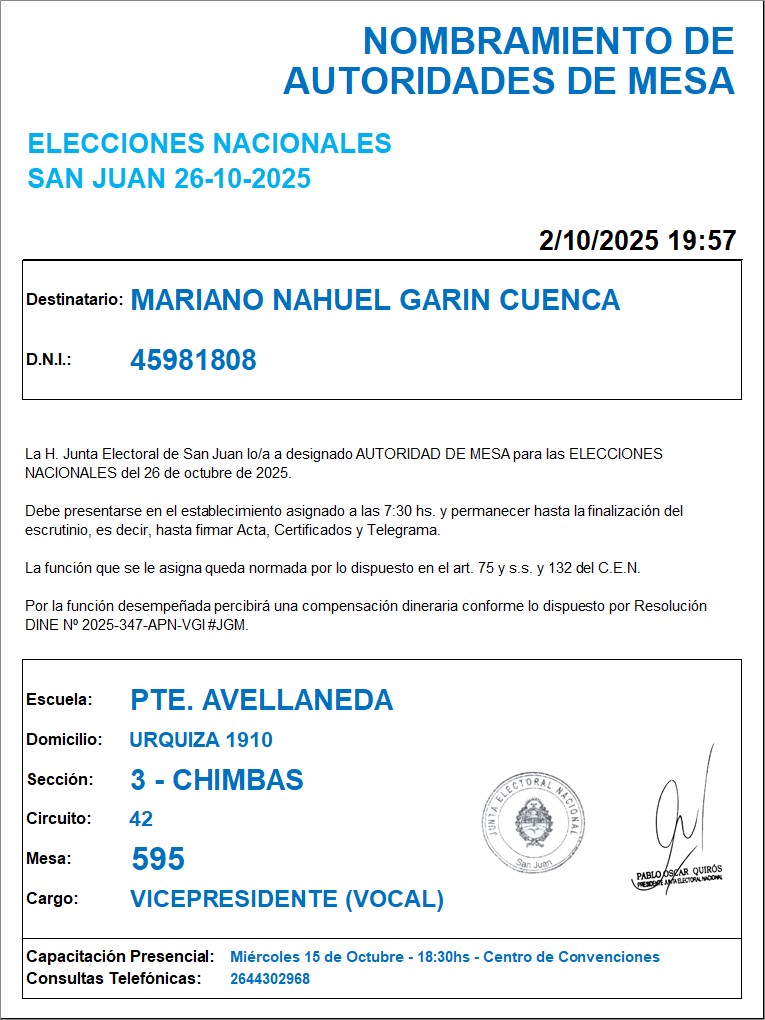 NOMBRAMIENTO DE
AUTORIDADES DE MESA
ELECCIONES NACIONALES
SAN JUAN 26-10-2025
2/10/2025 19:57
Destinatario: MARIANO NAHUEL GARIN CUENCA
D.N.I.: 45981808
La H. Junta Electoral de San Juan lo/a a designado AUTORIDAD DE MESA para las ELECCIONES
NACIONALES del 26 de octubre de 2025.
Debe presentarse en el establecimiento asignado a las 7:30 hs. y permanecer hasta la finalización del
escrutinio, es decir, hasta firmar Acta, Certificados y Telegrama.
La función que se le asigna queda normada por lo dispuesto en el art. 75 y s.s. y 132 del C.E.N.
Por la función desempeñada percibirá una compensación dineraria conforme lo dispuesto por Resolución
DINE Nº 2025-347-APN-VGI#JGM.
Escuela: PTE. AVELLANEDA
Domicilio: URQUIZA 1910
Sección: 3 - CHIMBAS
Circuito: 42
Mesa: 595
Cargo: VICEPRESIDENTE (VOCAL)
JUNTA ELECTORAL NACIONAL
San Juan
PABLO OSCAR QUIRÓS
PRESIDENTE JUNTA ELECTORAL NACIONAL
Capacitación Presencial: Miércoles 15 de Octubre - 18:30hs - Centro de Convenciones
Consultas Telefónicas: 2644302968